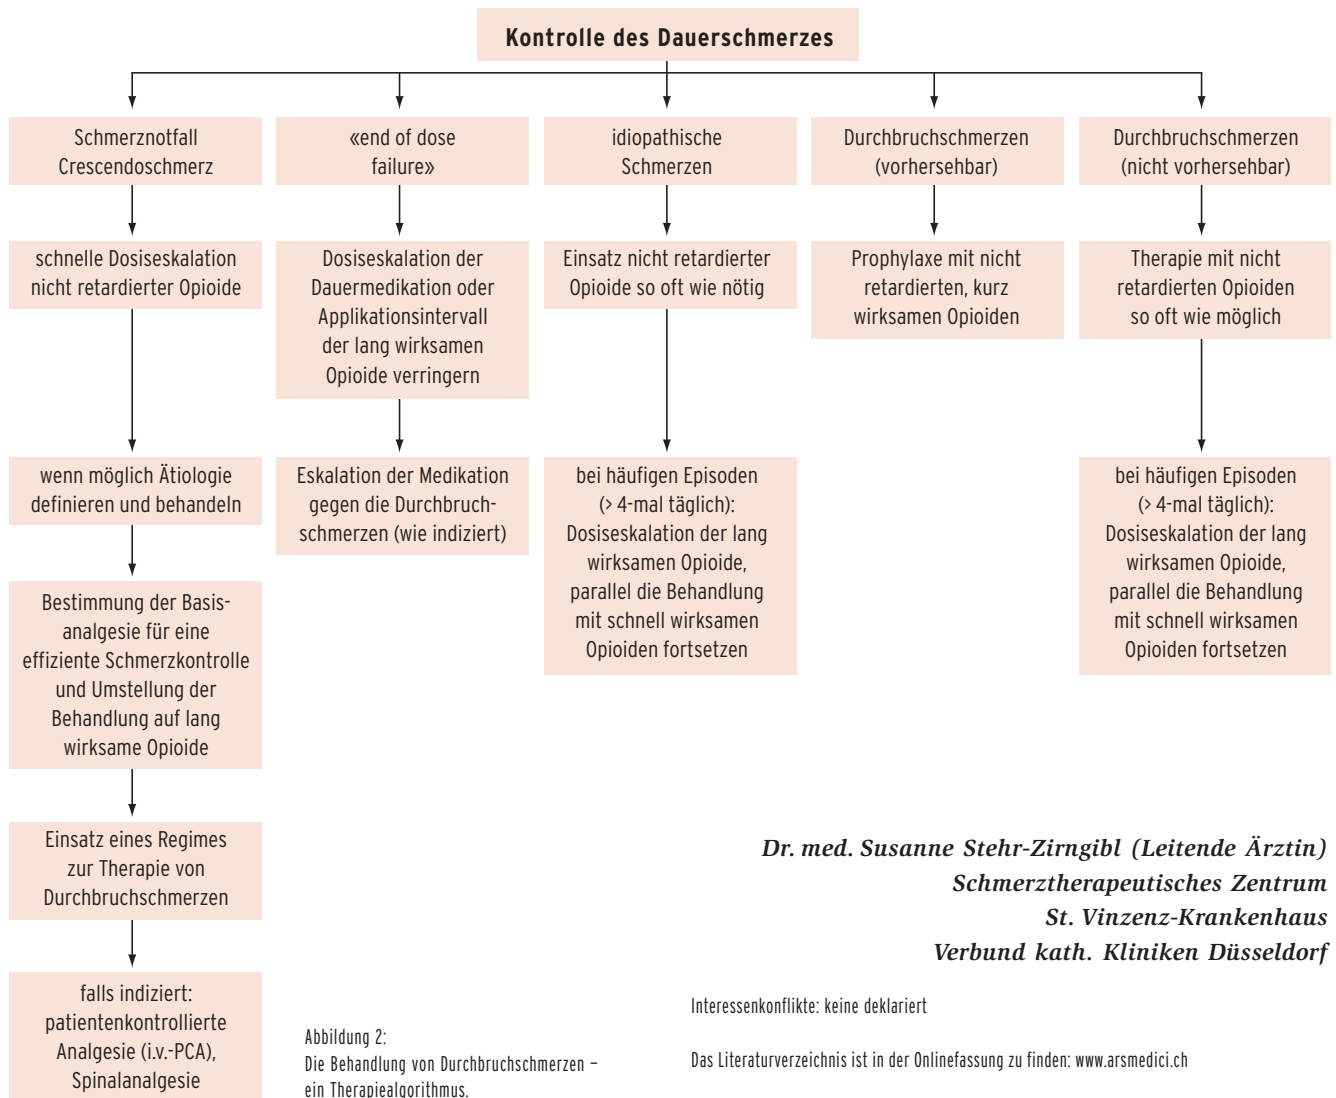 Kontrolle des Dauerschmerzes
Schmerznotfall
Crescendoschmerz
schnelle Dosiseskalation
nicht retardierter Opioide
wenn möglich Ätiologie
definieren und behandeln
Bestimmung der Basis-
analgesie für eine
effiziente Schmerzkontrolle
und Umstellung der
Behandlung auf lang
wirksame Opioide
Einsatz eines Regimes
zur Therapie von
Durchbruchschmerzen
falls indiziert:
patientenkontrollierte
Analgesie (i.v.-PCA),
Spinalanalgesie
«end of dose
failure»
Dosiseskalation der
Dauermedikation oder
Applikationsintervall
der lang wirksamen
Opioide verringern
Eskalation der Medikation
gegen die Durchbruch-
schmerzen (wie indiziert)
idiopathische
Schmerzen
Einsatz nicht retardierter
Opioide so oft wie nötig
bei häufigen Episoden
(> 4-mal täglich):
Dosiseskalation der lang
wirksamen Opioide,
parallel die Behandlung
mit schnell wirksamen
Opioiden fortsetzen
Durchbruchschmerzen
(vorhersehbar)
Prophylaxe mit nicht
retardierten, kurz
wirksamen Opioiden
Durchbruchschmerzen
(nicht vorhersehbar)
Therapie mit nicht
retardierten Opioiden
so oft wie möglich
bei häufigen Episoden
(> 4-mal täglich):
Dosiseskalation der lang
wirksamen Opioide,
parallel die Behandlung
mit schnell wirksamen
Opioiden fortsetzen
Abbildung 2:
Die Behandlung von Durchbruchschmerzen –
ein Therapiealgorithmus.
Dr. med. Susanne Stehr-Zirngibl (Leitende Ärztin)
Schmerztherapeutisches Zentrum
St. Vinzenz-Krankenhaus
Verbund kath. Kliniken Düsseldorf
Interessenkonflikte: keine deklariert
Das Literaturverzeichnis ist in der Onlinefassung zu finden: www.arsmedici.ch